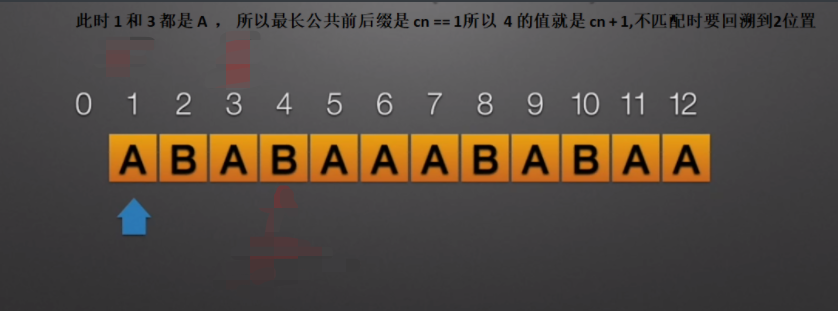 此时 1 和 3 都是 A ， 所以最长公共前后缀是 cn == 1所以 4 的值就是 cn + 1,不匹配时要回溯到2位置
0 1 2 3 4 5 6 7 8 9 10 11 12
A B A B A A A B A B A A